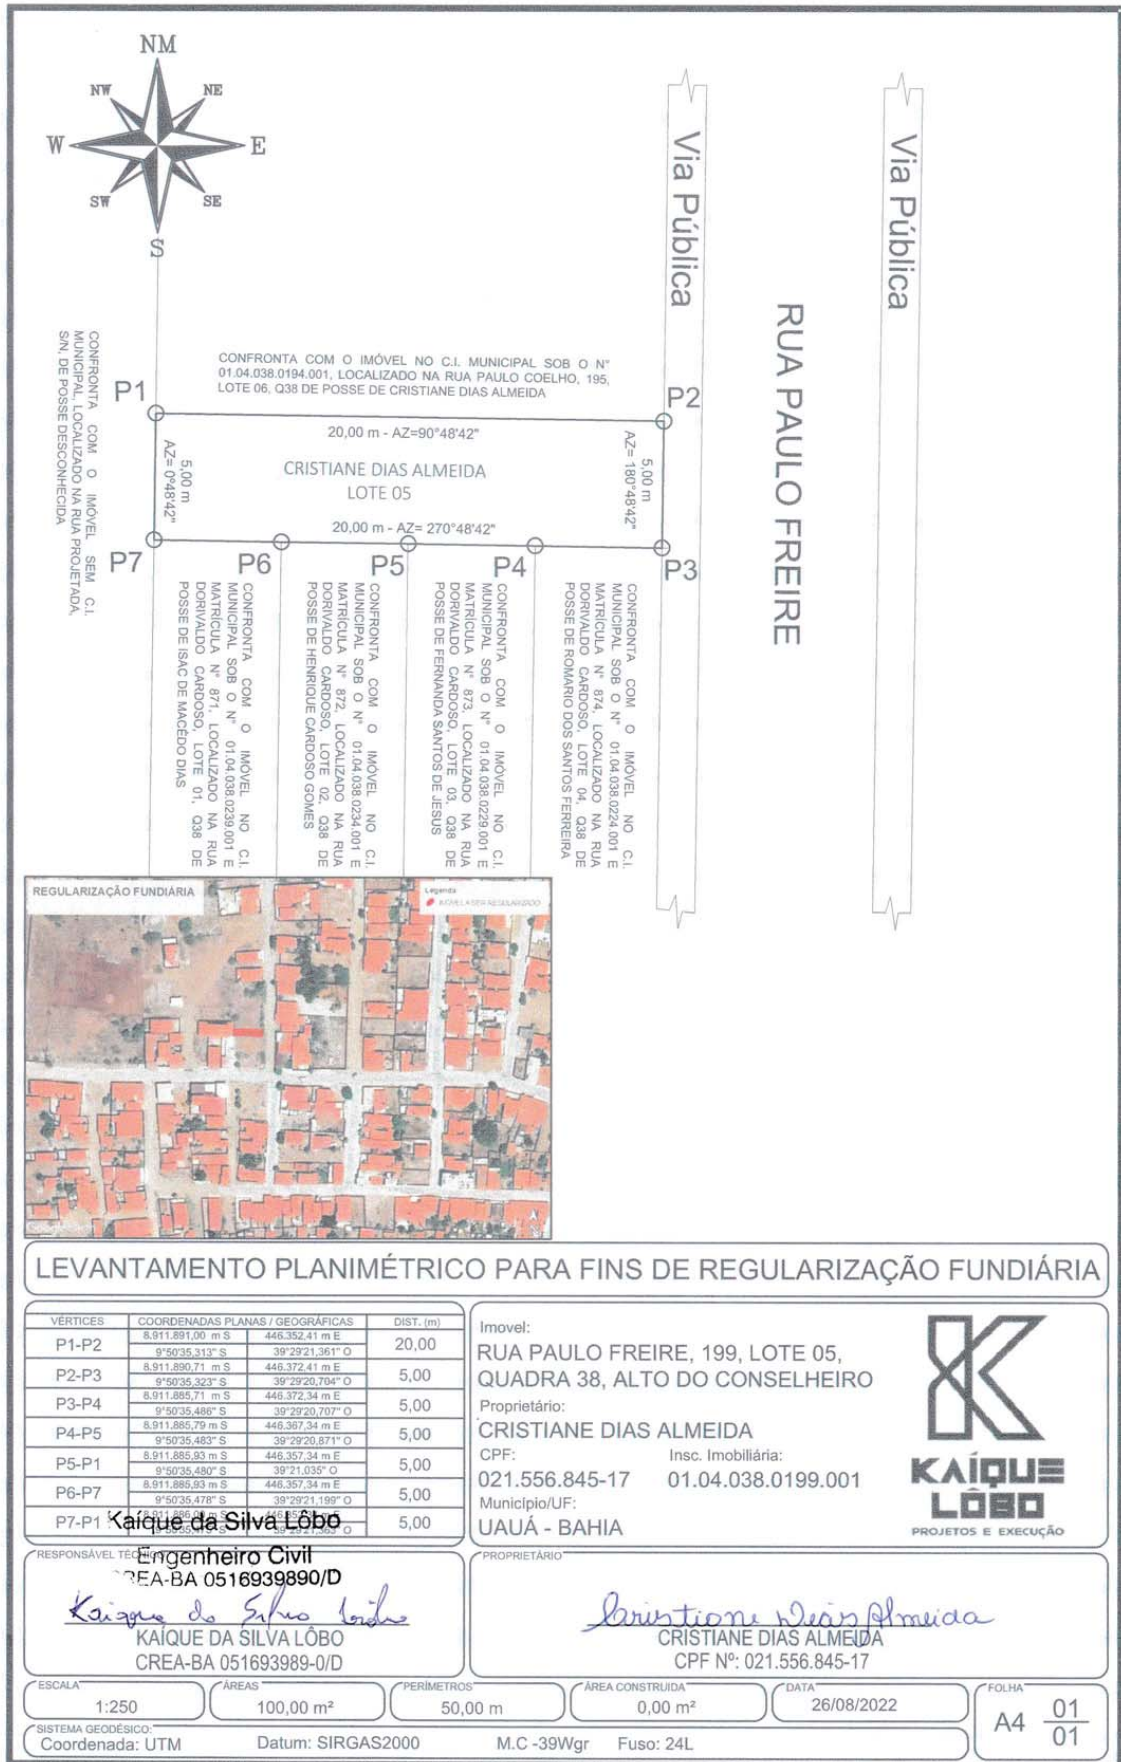 NM
NW
NE
W
E
SW
SE
S
Via Pública
Via Pública
RUA PAULO FREIRE
CONFRONTA COM O IMÓVEL SEM C.I.
MUNICIPAL, LOCALIZADO NA RUA PROJETADA,
S/N, DE POSSE DESCONHECIDA
CONFRONTA COM O IMÓVEL NO C.I. MUNICIPAL SOB O N°
01.04.038.0194.001, LOCALIZADO NA RUA PAULO COELHO, 195,
LOTE 06, Q38 DE POSSE DE CRISTIANE DIAS ALMEIDA
P1
P2
20,00 m - AZ=90°48'42"
5,00 m
AZ= 0°48'42"
CRISTIANE DIAS ALMEIDA
LOTE 05
5,00 m
AZ= 180°48'42"
20,00 m - AZ= 270°48'42"
P7
P6
P5
P4
P3
CONFRONTA COM O IMÓVEL NO C.I.
MUNICIPAL SOB O N° 01.04.038.0239.001 E
MATRÍCULA N° 871, LOCALIZADO NA RUA
DORIVALDO CARDOSO, LOTE 01, Q38 DE
POSSE DE ISAC DE MACÊDO DIAS
CONFRONTA COM O IMÓVEL NO C.I.
MUNICIPAL SOB O N° 01.04.038.0234.001 E
MATRÍCULA N° 872, LOCALIZADO NA RUA
DORIVALDO CARDOSO, LOTE 02, Q38 DE
POSSE DE HENRIQUE CARDOSO GOMES
CONFRONTA COM O IMÓVEL NO C.I.
MUNICIPAL SOB O N° 01.04.038.0229.001 E
MATRÍCULA N° 873, LOCALIZADO NA RUA
DORIVALDO CARDOSO, LOTE 03, Q38 DE
POSSE DE FERNANDA SANTOS DE JESUS
CONFRONTA COM O IMÓVEL NO C.I.
MUNICIPAL SOB O N° 01.04.038.0224.001 E
MATRÍCULA N° 874, LOCALIZADO NA RUA
DORIVALDO CARDOSO, LOTE 04, Q38 DE
POSSE DE ROMARIO DOS SANTOS FERREIRA
REGULARIZAÇÃO FUNDIÁRIA
Legenda
IMÓVEL A SER REGULARIZADO
LEVANTAMENTO PLANIMÉTRICO PARA FINS DE REGULARIZAÇÃO FUNDIÁRIA
VÉRTICES COORDENADAS PLANAS / GEOGRÁFICAS DIST. (m)
P1-P2 8.911.891,00 m S 446.352,41 m E 20,00
9°50'35,313" S 39°29'21,361" O
P2-P3 8.911.890,71 m S 446.372,41 m E 5,00
9°50'35,323" S 39°29'20,704" O
P3-P4 8.911.885,71 m S 446.372,34 m E 5,00
9°50'35,486" S 39°29'20,707" O
P4-P5 8.911.885,79 m S 446.367,34 m E 5,00
9°50'35,483" S 39°29'20,871" O
P5-P1 8.911.885,93 m S 446.357,34 m E 5,00
9°50'35,480" S 39°21,035" O
P6-P7 8.911.885,93 m S 446.357,34 m E 5,00
9°50'35,478" S 39°29'21,199" O
P7-P1 5,00
Imovel:
RUA PAULO FREIRE, 199, LOTE 05,
QUADRA 38, ALTO DO CONSELHEIRO
Proprietário:
CRISTIANE DIAS ALMEIDA
CPF: Insc. Imobiliária:
021.556.845-17 01.04.038.0199.001
Município/UF:
UAUÁ - BAHIA
KAÍQUE
LÔBO
PROJETOS E EXECUÇÃO
Kaíque da Silva Lôbo
Engenheiro Civil
CREA-BA 0516939890/D
RESPONSÁVEL TÉCNICO
Kaique da Silva Lôbo
KAÍQUE DA SILVA LÔBO
CREA-BA 051693989-0/D
PROPRIETÁRIO
Cristiane Dias Almeida
CRISTIANE DIAS ALMEIDA
CPF Nº: 021.556.845-17
ESCALA
1:250
ÁREAS
100,00 m²
PERÍMETROS
50,00 m
ÁREA CONSTRUIDA
0,00 m²
DATA
26/08/2022
FOLHA
A4 01
01
SISTEMA GEODÉSICO:
Coordenada: UTM Datum: SIRGAS2000 M.C -39Wgr Fuso: 24L